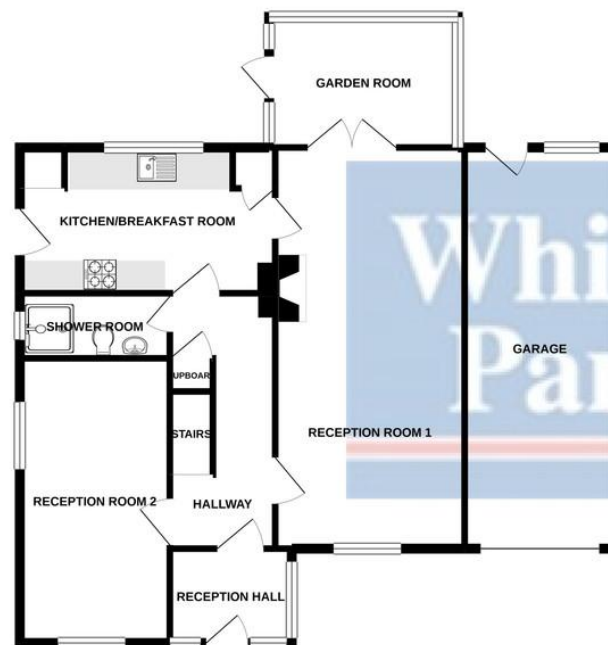 GARDEN ROOM
KITCHEN/BREAKFAST ROOM
SHOWER ROOM
GARAGE
UPBOAR
STAIRS
RECEPTION ROOM 1
RECEPTION ROOM 2
HALLWAY
RECEPTION HALL
Whi
Par